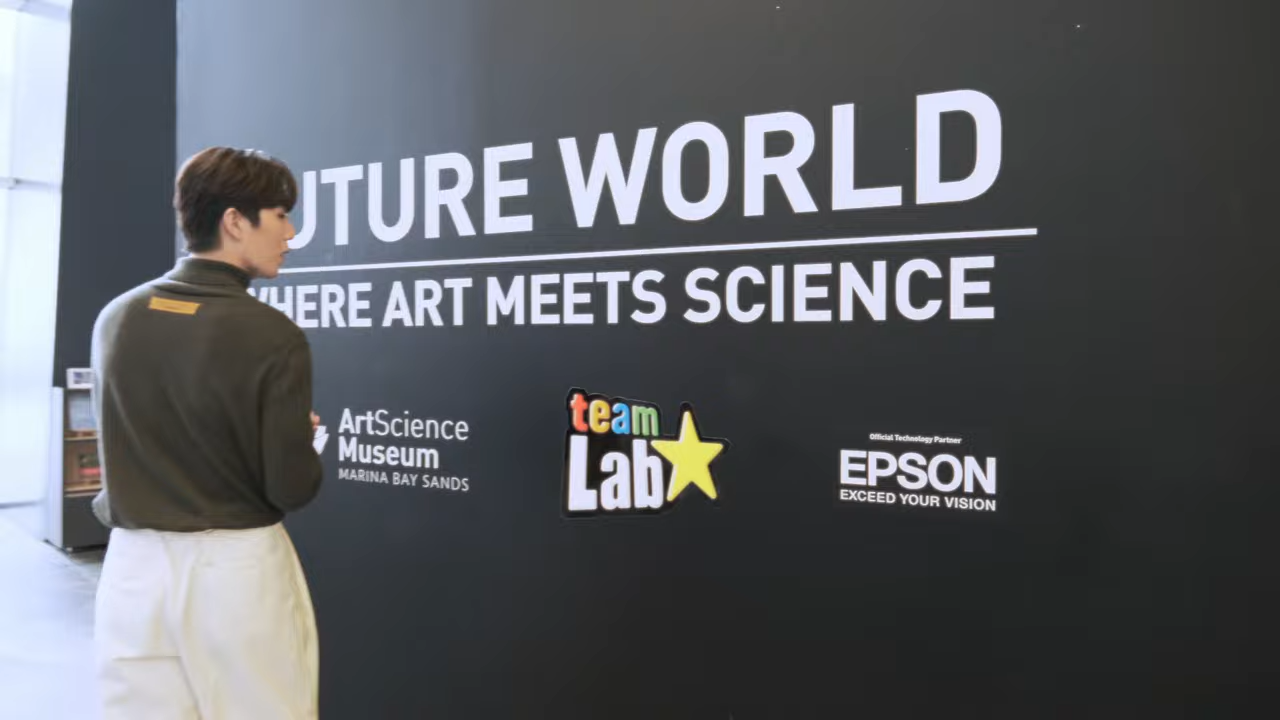 UTURE WORLD
WHERE ART MEETS SCIENCE
ArtScience
Museum
MARINA BAY SANDS
team
Lab
Official Technology Partner
EPSON
EXCEED YOUR VISION